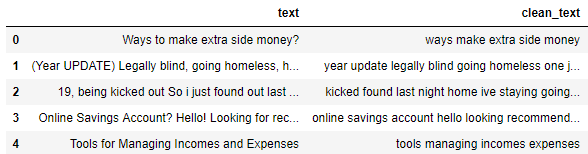 text clean_text
0 Ways to make extra side money? ways make extra side money
1 (Year UPDATE) Legally blind, going homeless, h... year update legally blind going homeless one j...
2 19, being kicked out So i just found out last ... kicked found last night home ive staying going...
3 Online Savings Account? Hello! Looking for rec... online savings account hello looking recommend...
4 Tools for Managing Incomes and Expenses tools managing incomes expenses